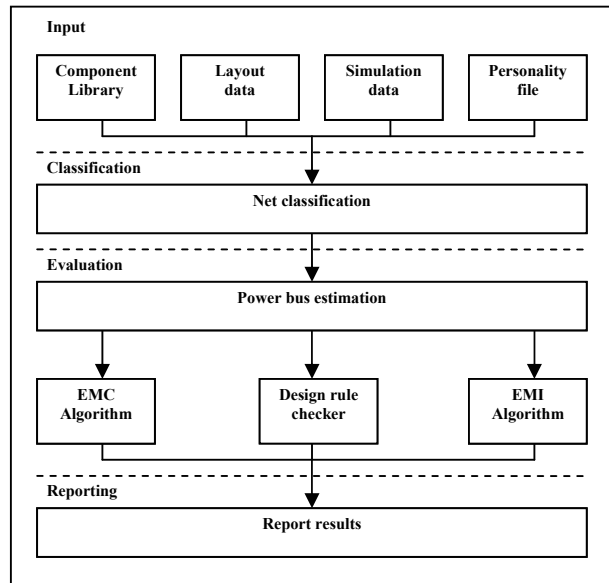 Input
Component
Library
Layout
data
Simulation
data
Personality
file
Classification
Net classification
Evaluation
Power bus estimation
EMC
Algorithm
Design rule
checker
EMI
Algorithm
Reporting
Report results